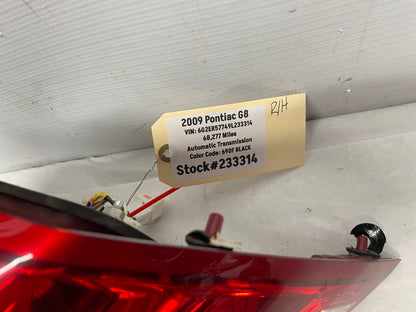 2009 Pontiac G8
VIN: 6G2ER57749L233314
68,277 Miles
Automatic Transmission
Color Code: 690F BLACK
Stock#233314
R/H